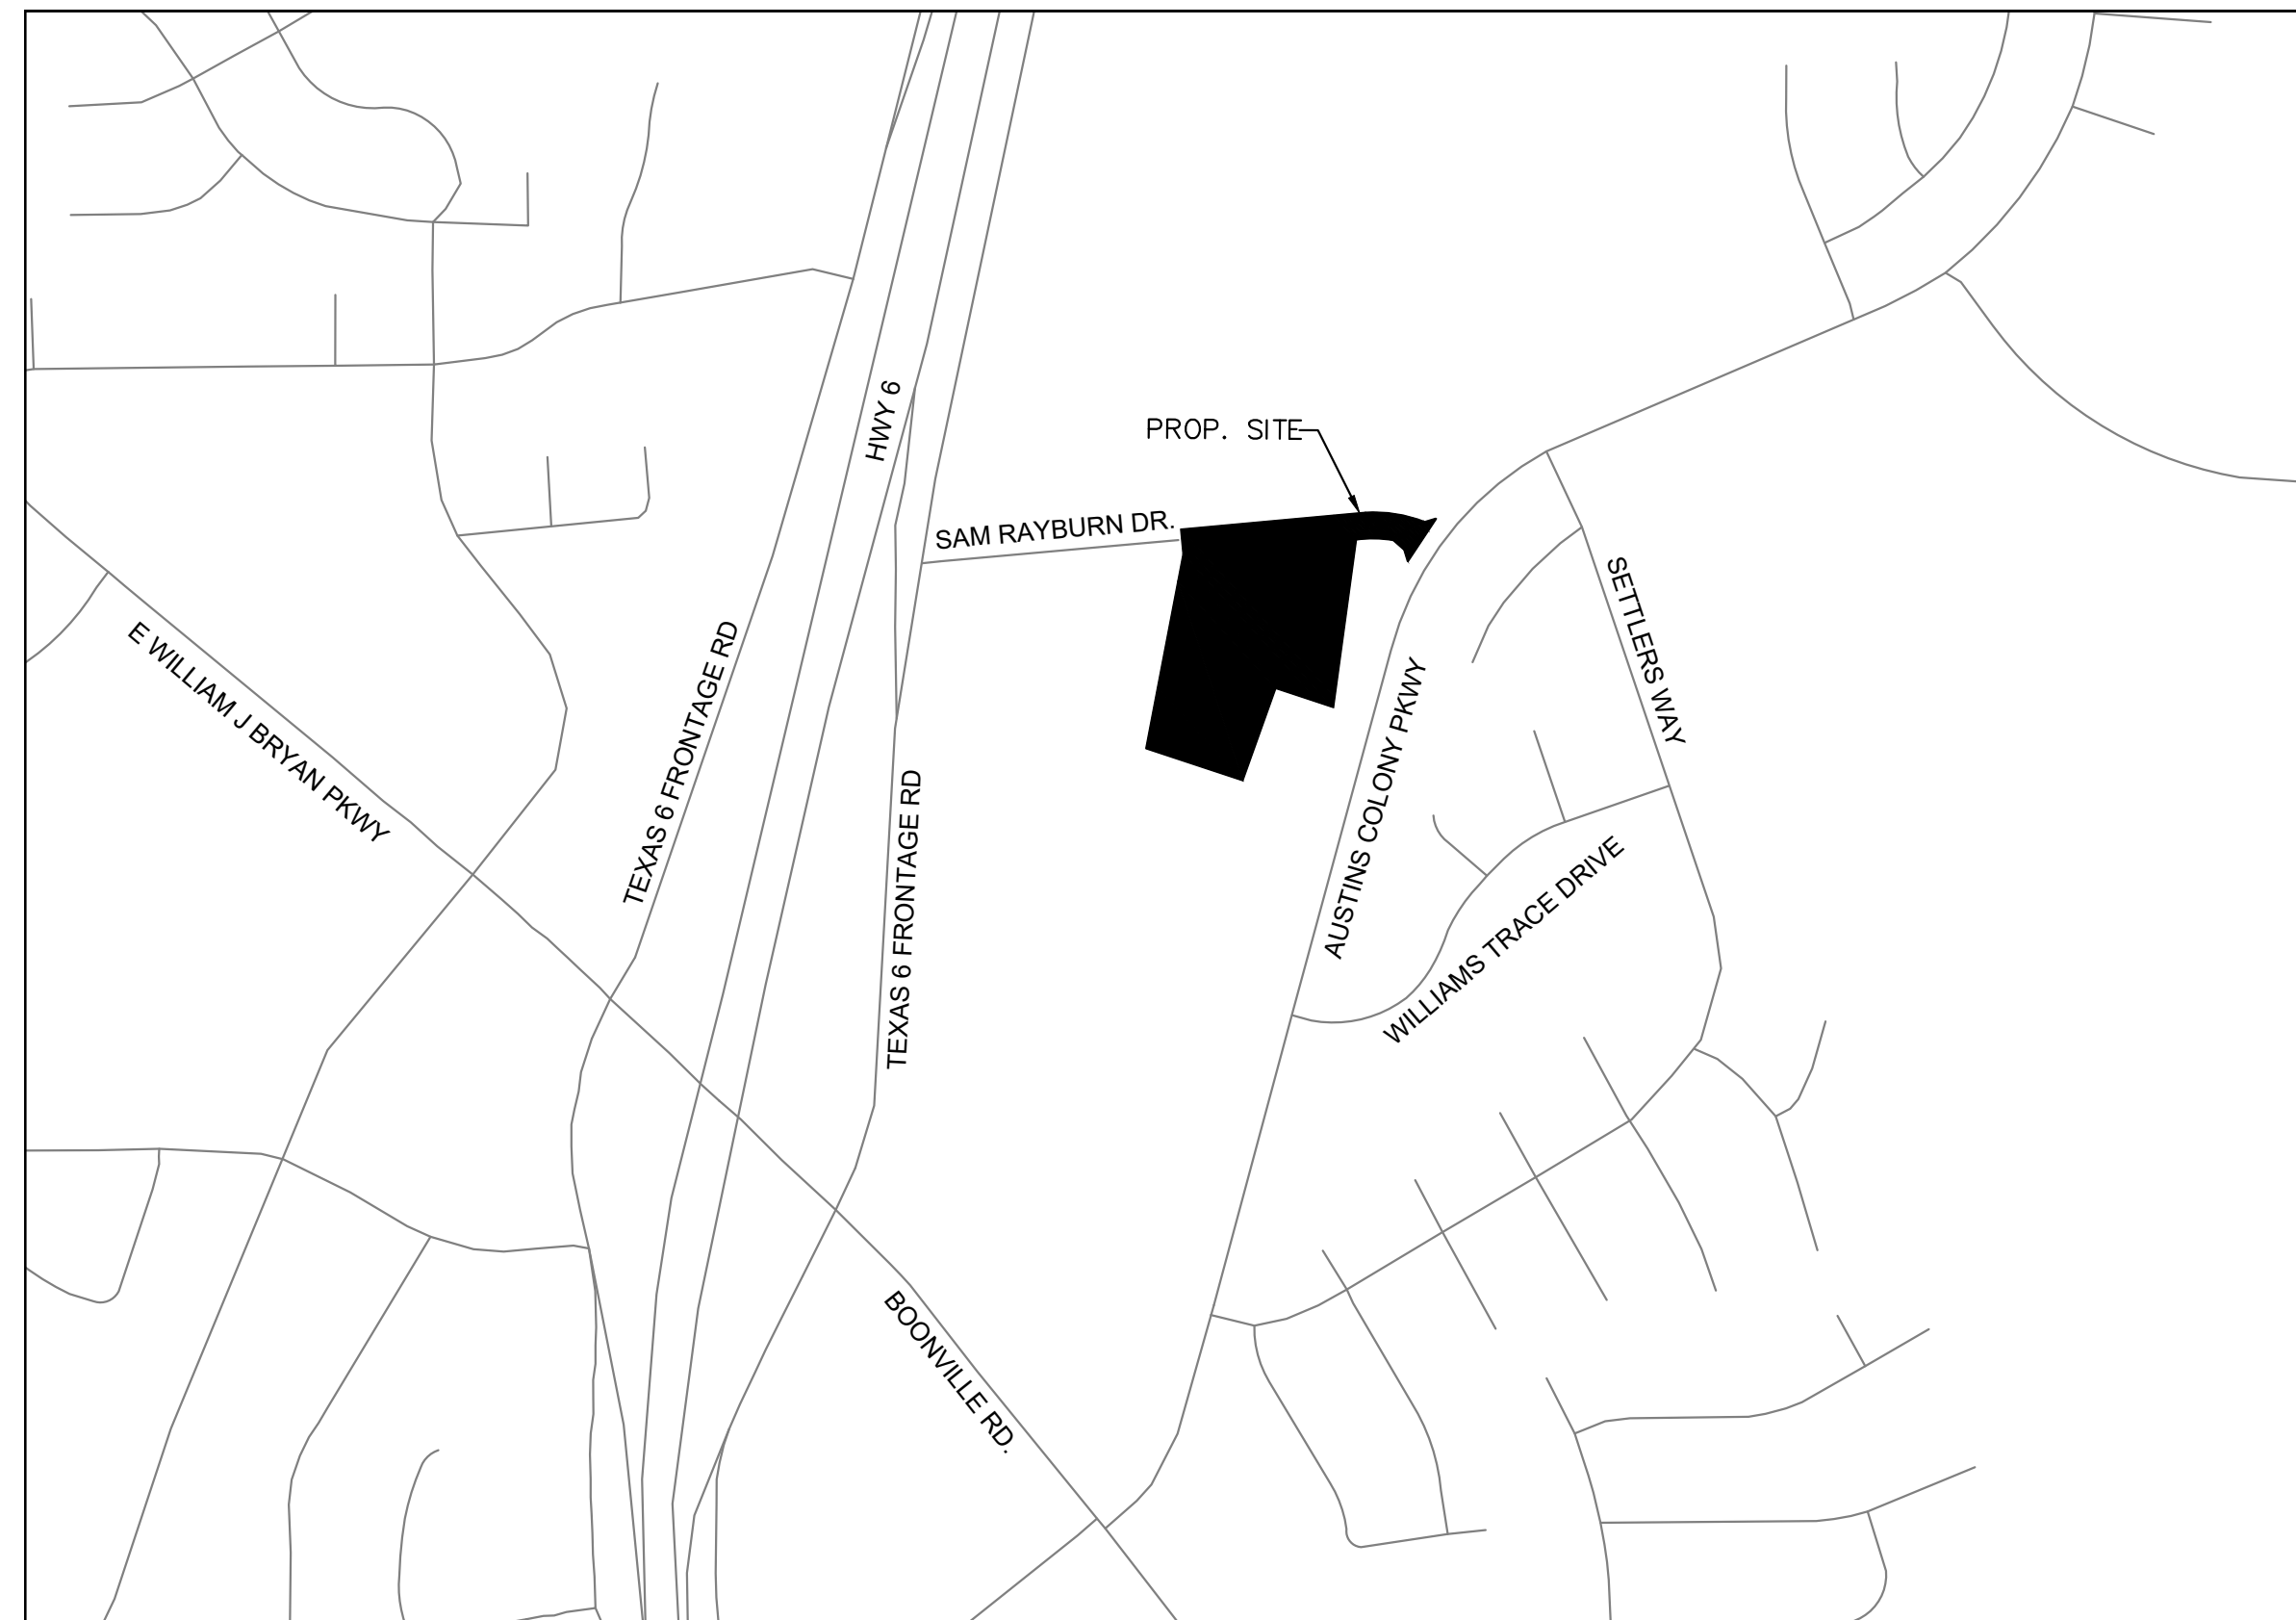 HWY 6
PROP. SITE
SAM RAYBURN DR.
SETTLERS WAY
E WILLIAM J BRYAN PKWY
TEXAS 6 FRONTAGE RD
AUSTINS COLONY PKWY
TEXAS 6 FRONTAGE RD
WILLIAMS TRACE DRIVE
BOONVILLE RD.